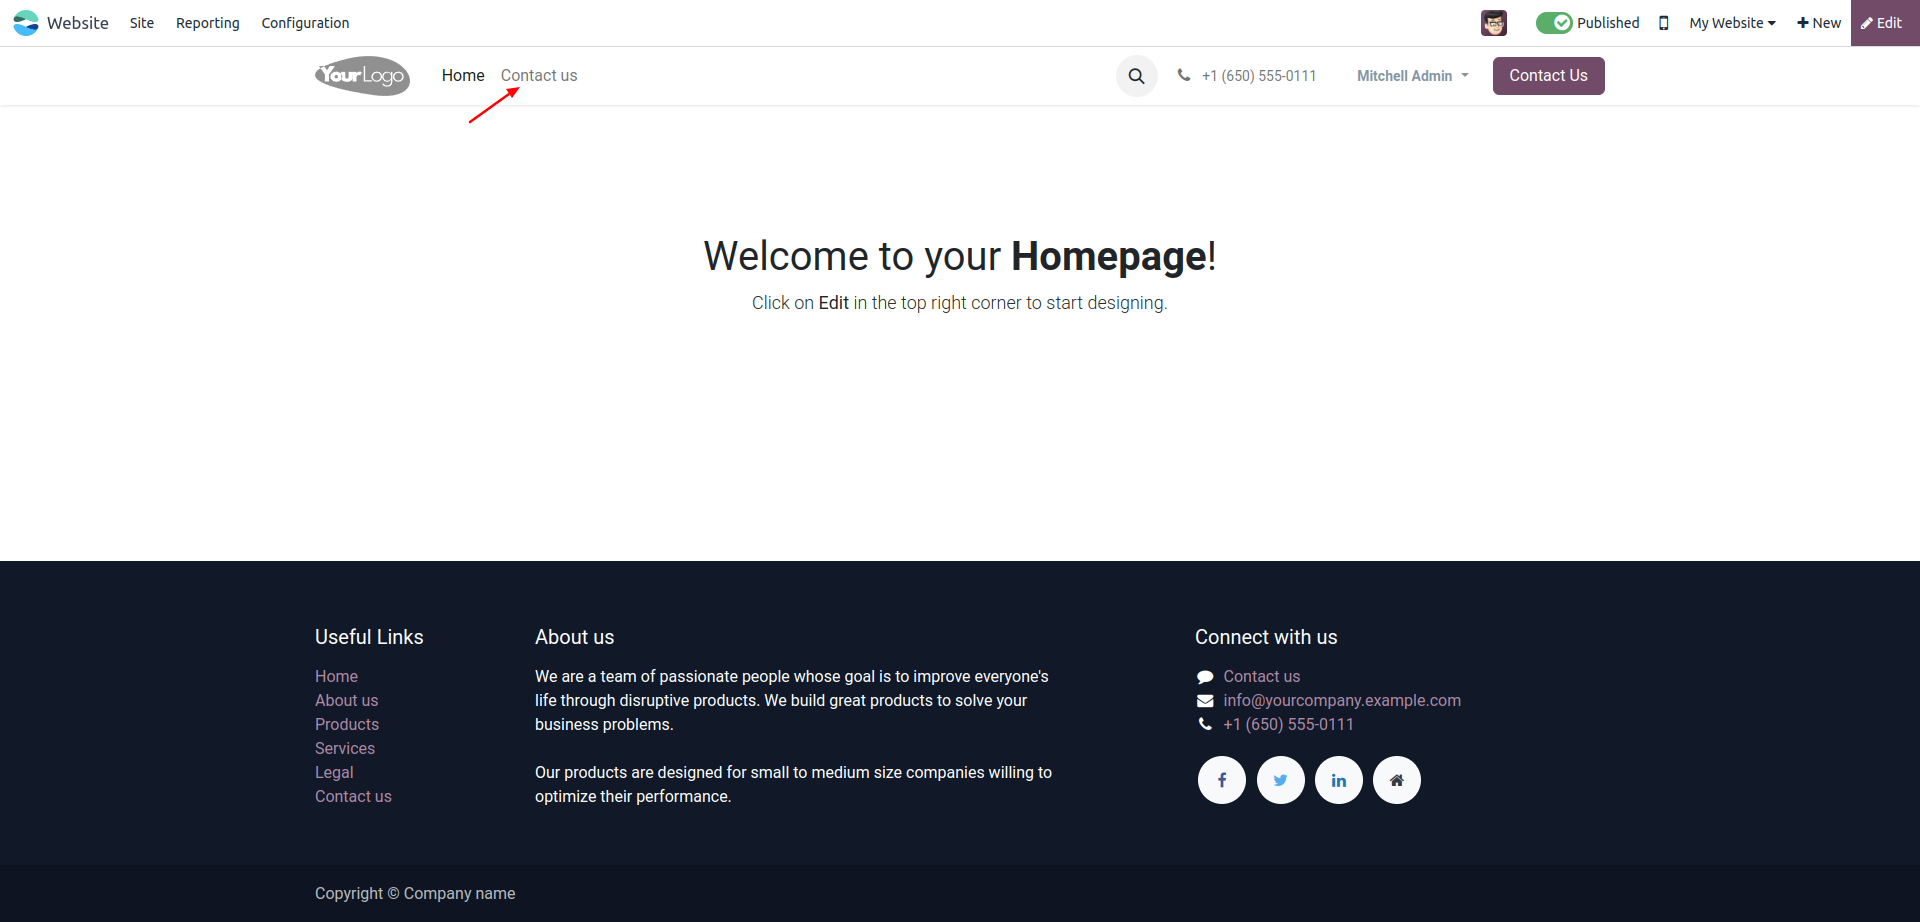 Website Site Reporting Configuration Published My Website New Edit
YourLogo Home Contact us +1 (650) 555-0111 Mitchell Admin Contact Us
Welcome to your Homepage!
Click on Edit in the top right corner to start designing.
Useful Links
Home
About us
Products
Services
Legal
Contact us
About us
We are a team of passionate people whose goal is to improve everyone's
life through disruptive products. We build great products to solve your
business problems.
Our products are designed for small to medium size companies willing to
optimize their performance.
Connect with us
Contact us
info@yourcompany.example.com
+1 (650) 555-0111
Copyright © Company name